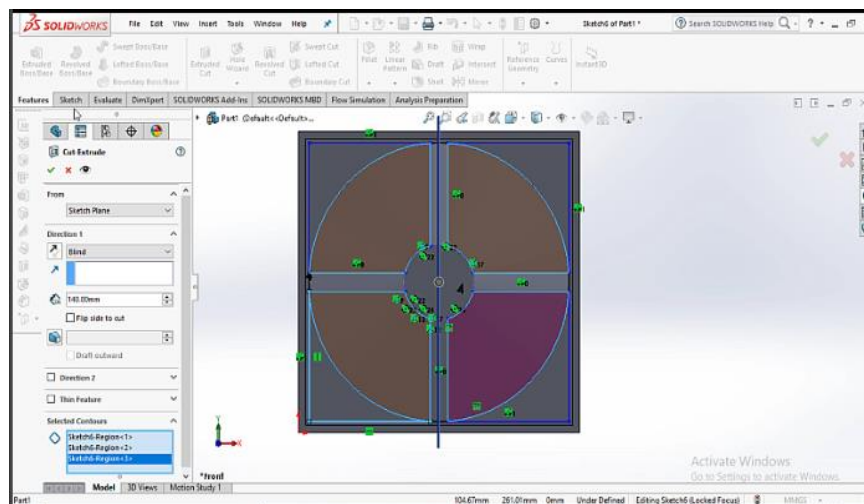 SOLIDWORKS File Edit View Insert Tools Window Help Sketch6 of Part1 * Search SOLIDWORKS Help
Extruded Boss/Base Revolved Boss/Base Swept Boss/Base Lofted Boss/Base Boundary Boss/Base Extruded Cut Hole Wizard Revolved Cut Swept Cut Lofted Cut Boundary Cut Fillet Linear Pattern Rib Draft Shell Wrap Intersect Mirror Reference Geometry Curves Instant3D
Features Sketch Evaluate DimXpert SOLIDWORKS Add-Ins SOLIDWORKS MBD Flow Simulation Analysis Preparation
Part1 (Default<<Default>...
Cut Extrude
From
Sketch Plane
Direction 1
Blind
140.00mm
Flip side to cut
Draft outward
Direction 2
Thin Feature
Selected Contours
Sketch6-Region<1>
Sketch6-Region<2>
Sketch6-Region<3>
Y
X
*Front
Activate Windows
Go to Settings to activate Windows.
Model 3D Views Motion Study 1
Part1 104.67mm 261.01mm 0mm Under Defined Editing Sketch6 (Locked Focus) MMGS